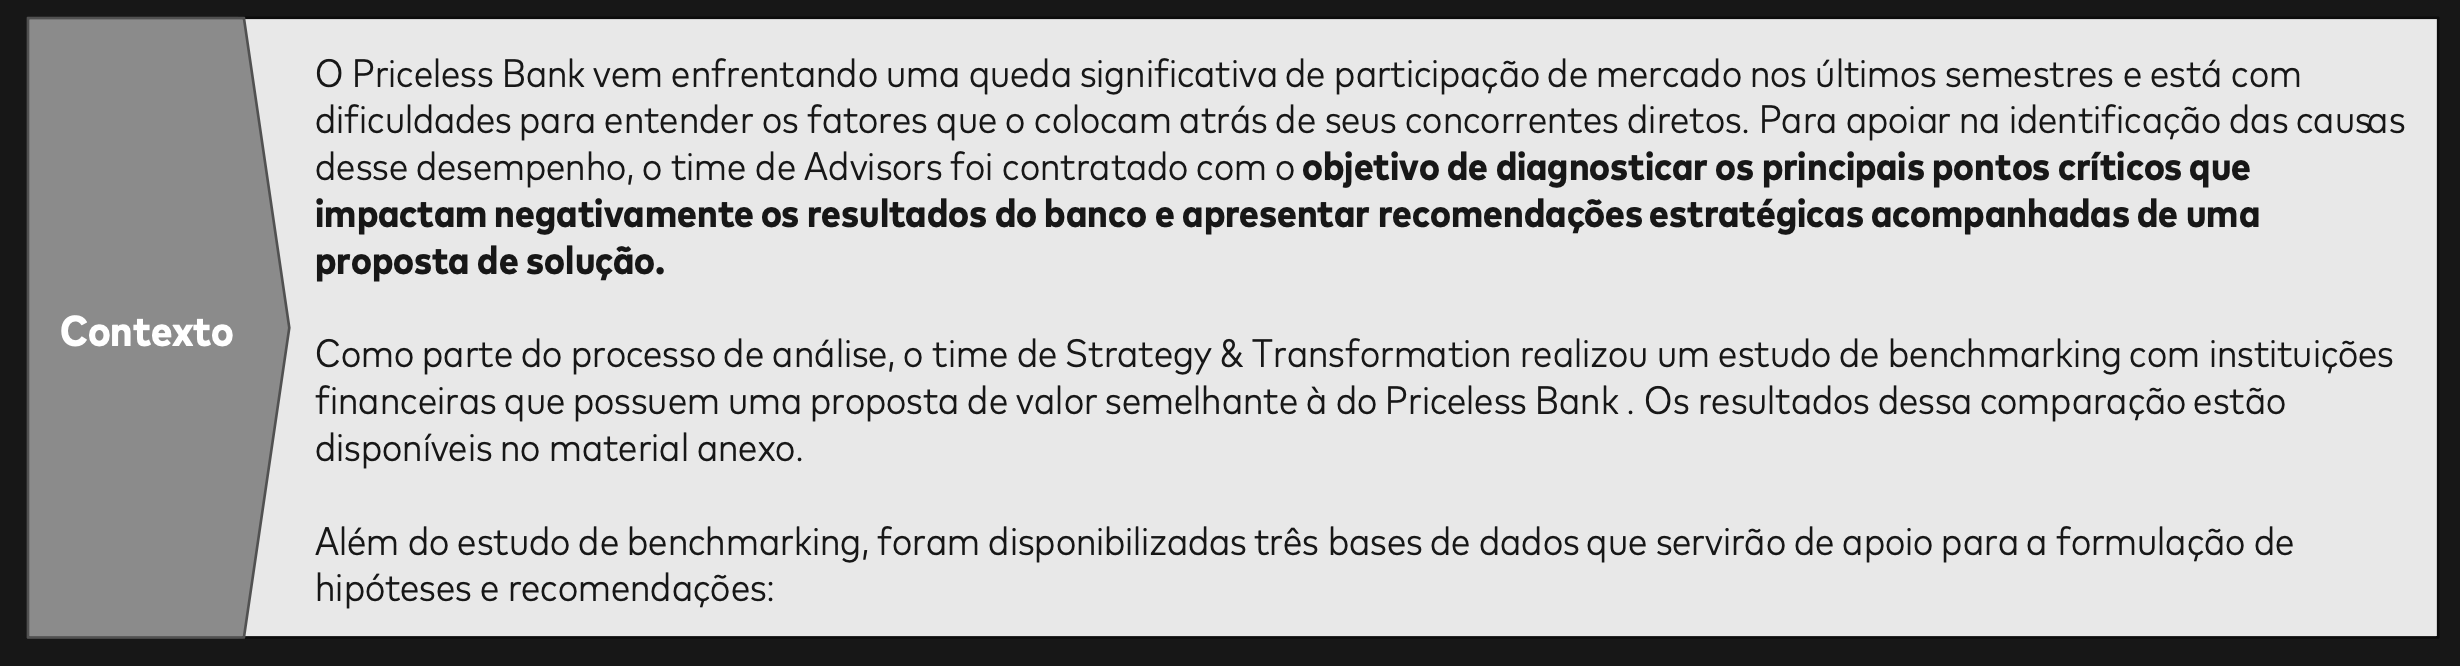 Contexto
O Priceless Bank vem enfrentando uma queda significativa de participação de mercado nos últimos semestres e está com
dificuldades para entender os fatores que o colocam atrás de seus concorrentes diretos. Para apoiar na identificação das causas
desse desempenho, o time de Advisors foi contratado com o objetivo de diagnosticar os principais pontos críticos que
impactam negativamente os resultados do banco e apresentar recomendações estratégicas acompanhadas de uma
proposta de solução.
Como parte do processo de análise, o time de Strategy & Transformation realizou um estudo de benchmarking com instituições
financeiras que possuem uma proposta de valor semelhante à do Priceless Bank . Os resultados dessa comparação estão
disponíveis no material anexo.
Além do estudo de benchmarking, foram disponibilizadas três bases de dados que servirão de apoio para a formulação de
hipóteses e recomendações: